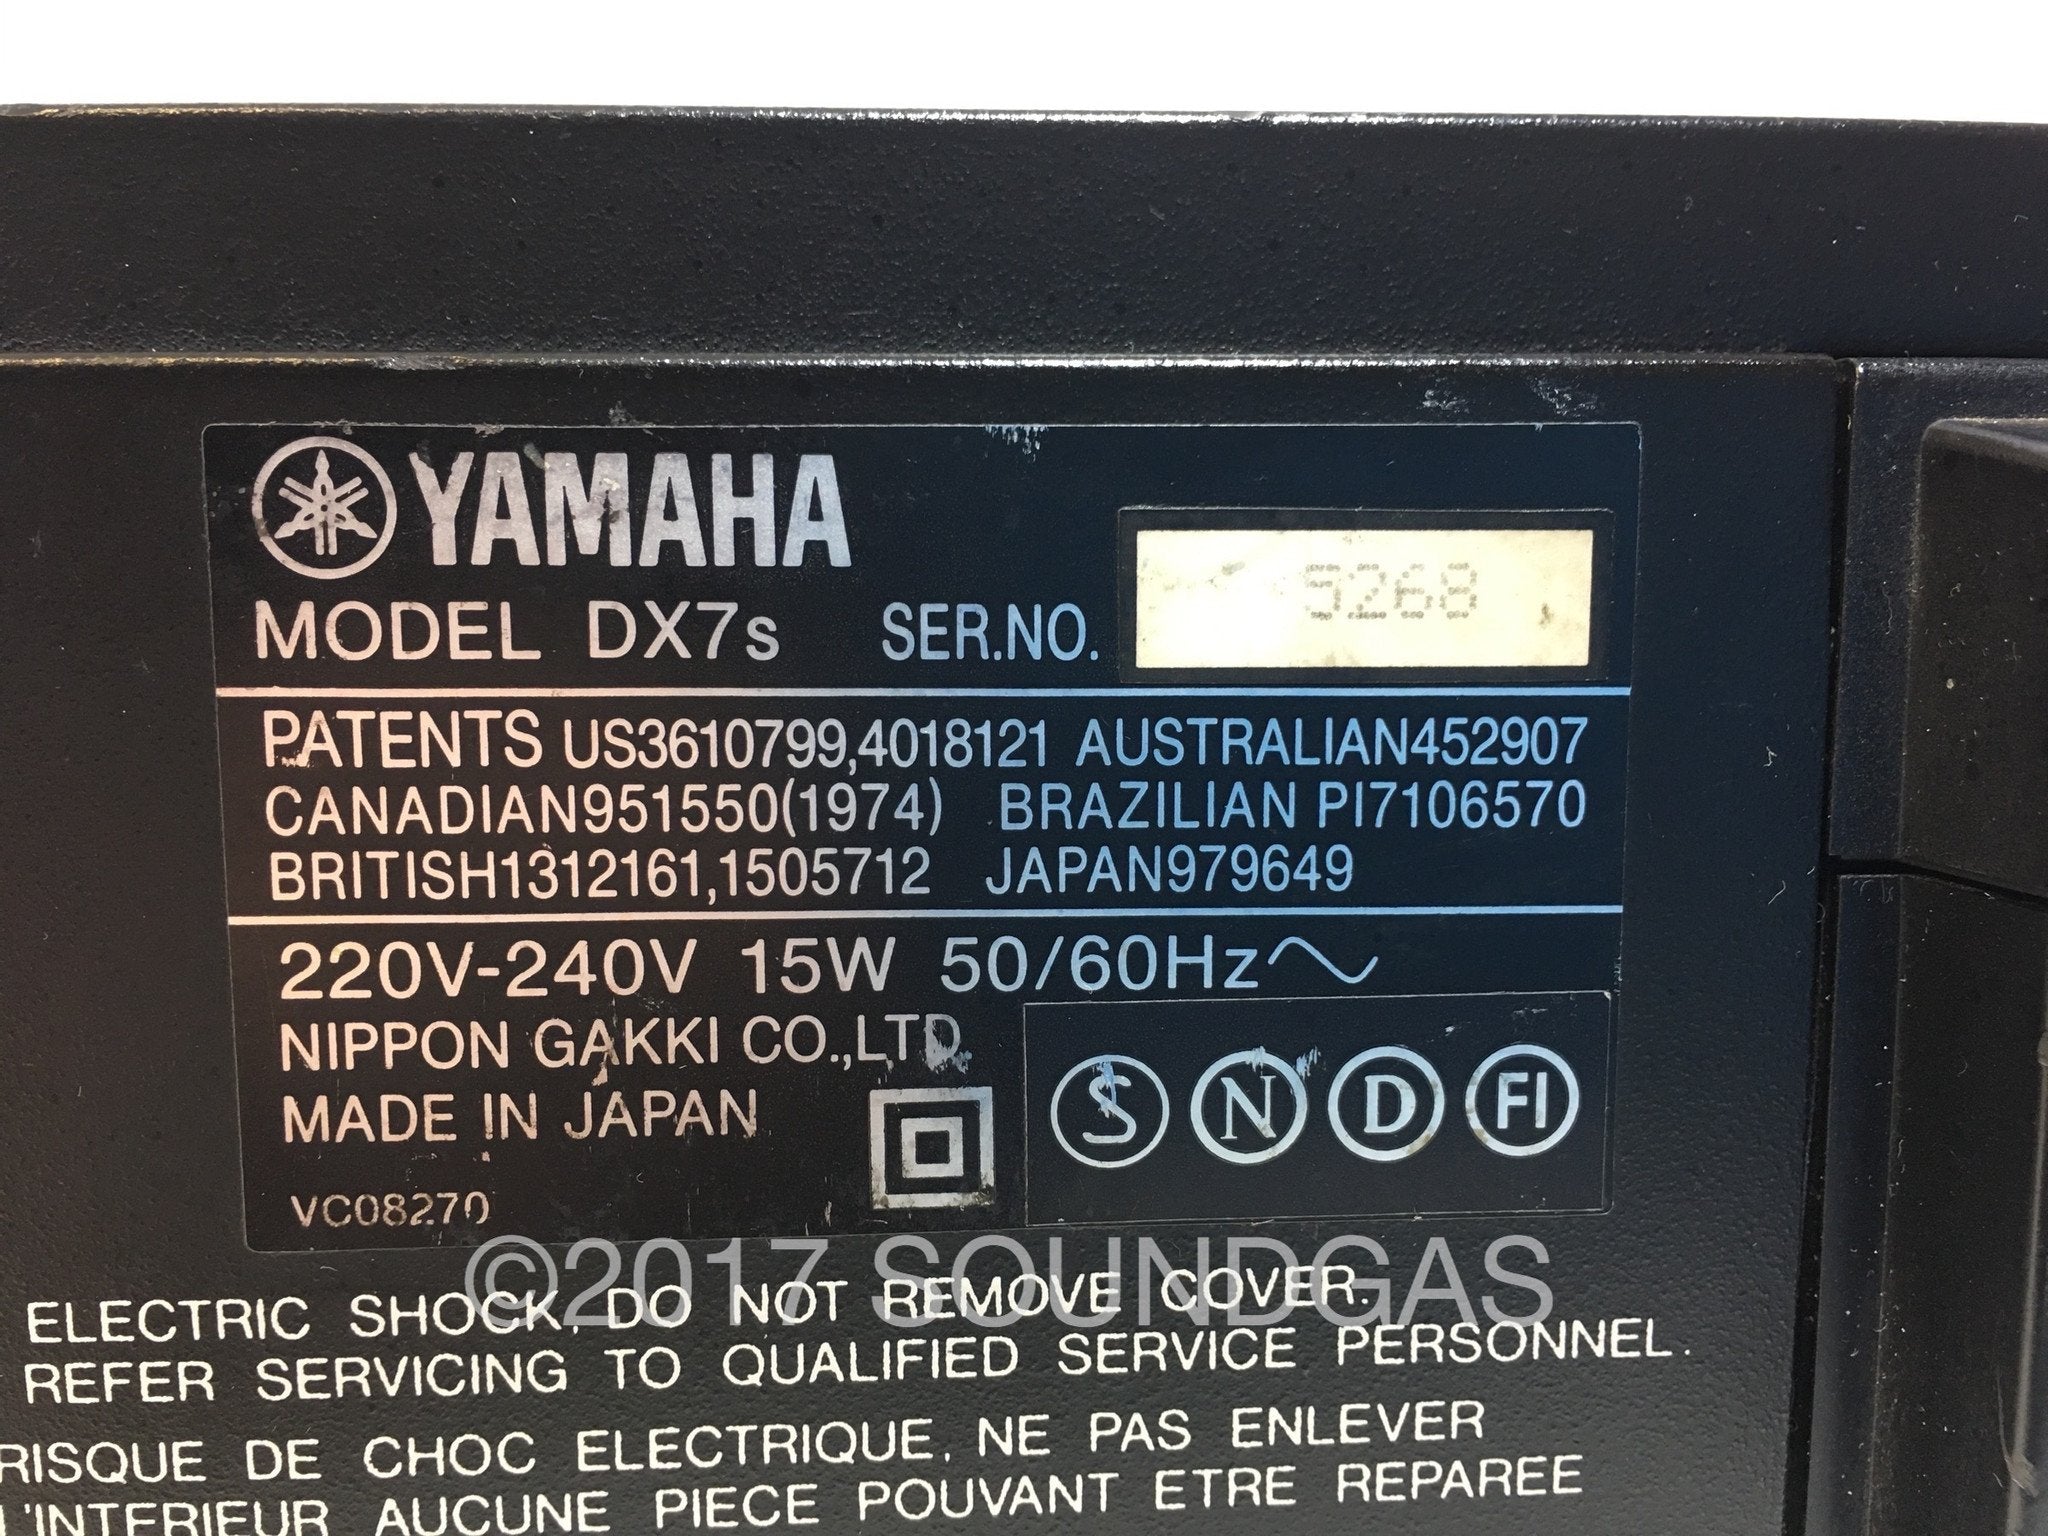 YAMAHA
MODEL DX7s SER.NO. 5268
PATENTS US3610799,4018121 AUSTRALIAN452907
CANADIAN951550(1974) BRAZILIAN PI7106570
BRITISH1312161,1505712 JAPAN979649
220V-240V 15W 50/60Hz
NIPPON GAKKI CO.,LTD.
MADE IN JAPAN
S N D FI
VC08270
©2017 SOUNDGAS
ELECTRIC SHOCK, DO NOT REMOVE COVER.
REFER SERVICING TO QUALIFIED SERVICE PERSONNEL.
RISQUE DE CHOC ELECTRIQUE, NE PAS ENLEVER
L'INTERIEUR AUCUNE PIECE POUVANT ETRE REPAREE